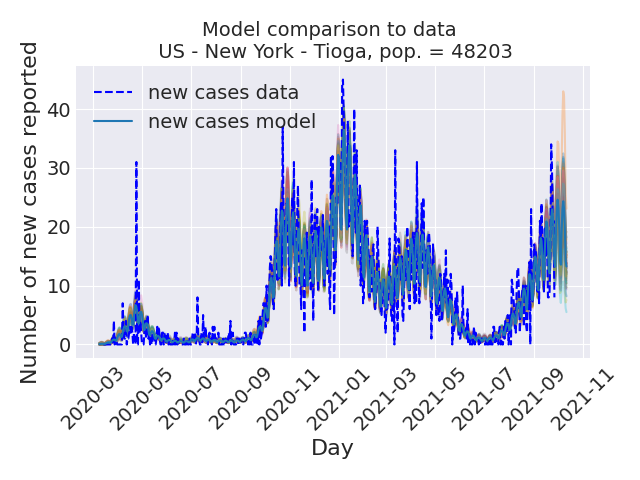 Model comparison to data
US - New York - Tioga, pop. = 48203
Number of new cases reported
new cases data
new cases model
40
30
20
10
0
2020-03
2020-05
2020-07
2020-09
2020-11
2021-01
2021-03
2021-05
2021-07
2021-09
2021-11
Day